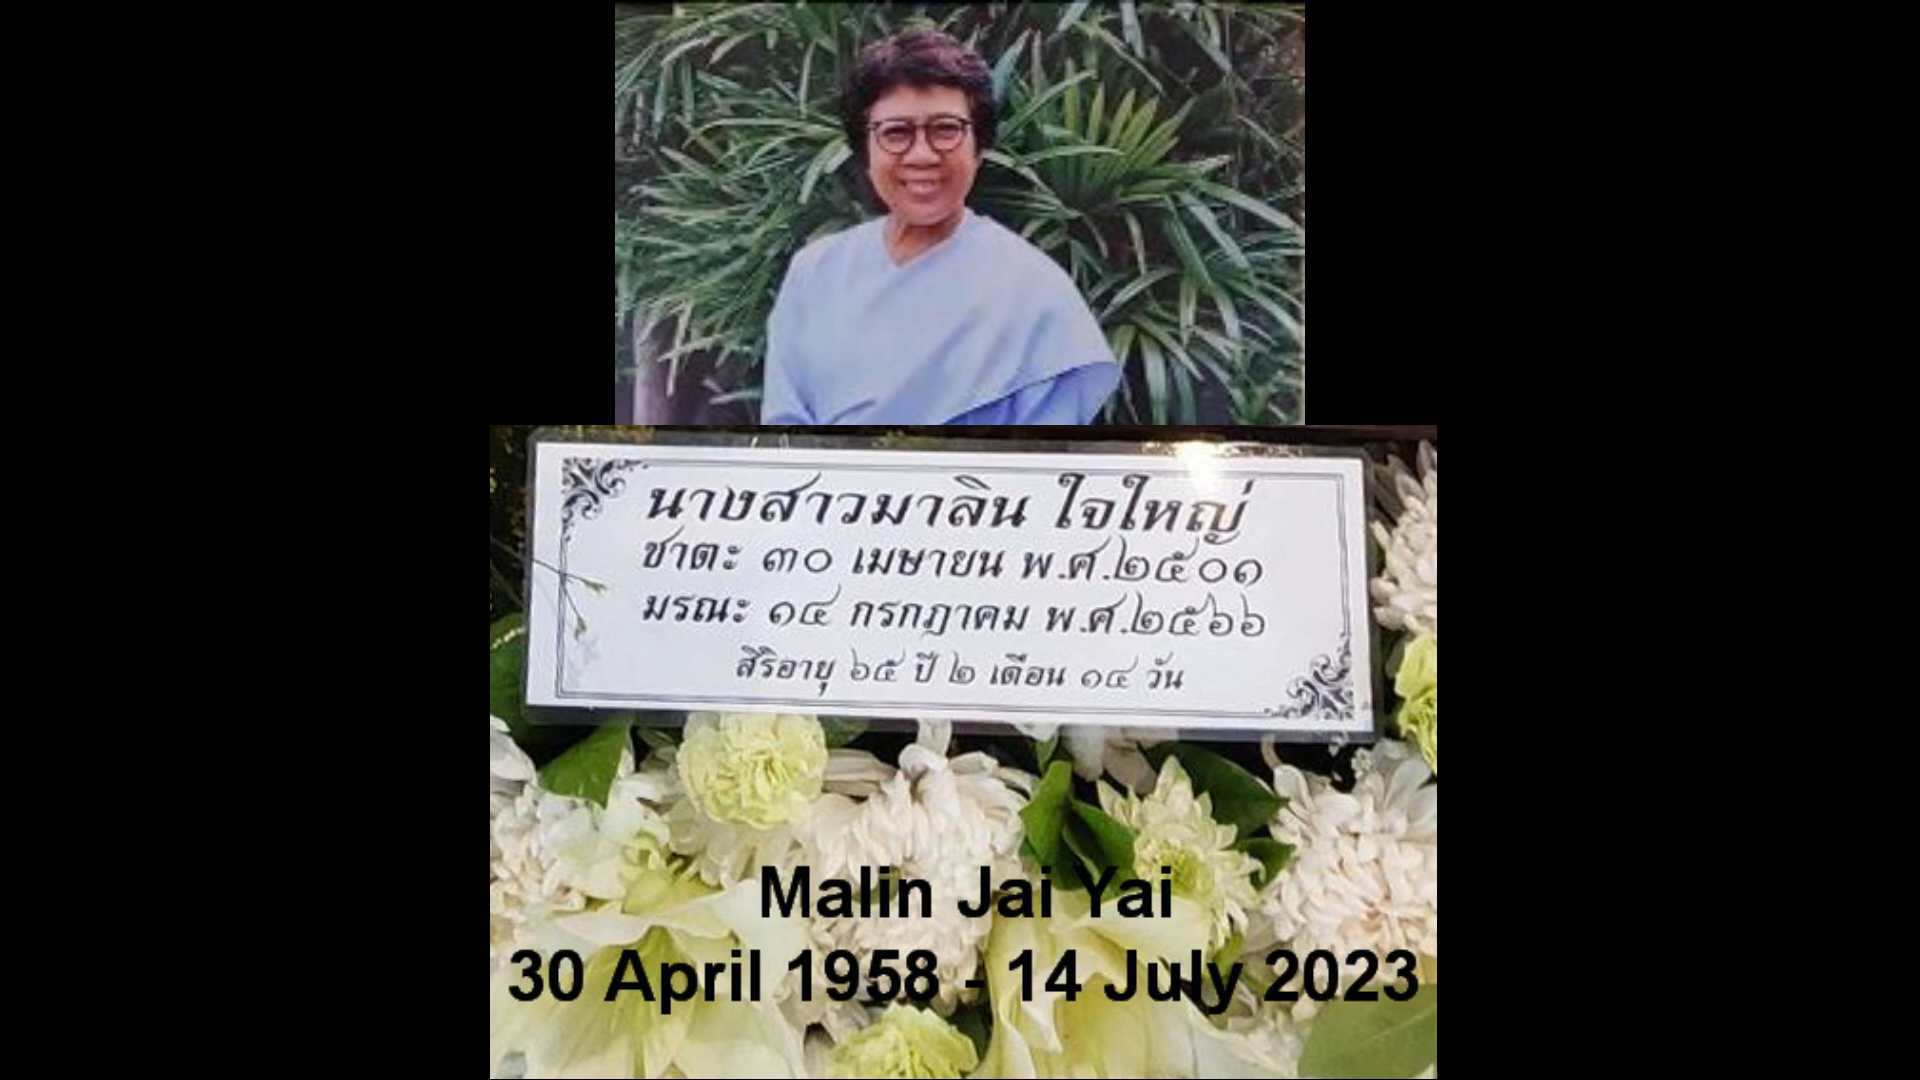 นางสาวมาลิน ใจใหญ่
ชาตะ ๓๐ เมษายน พ.ศ.๒๕๐๑
มรณะ ๑๔ กรกฎาคม พ.ศ.๒๕๖๖
สิริอายุ ๖๕ ปี ๒ เดือน ๑๔ วัน
Malin Jai Yai
30 April 1958 - 14 July 2023